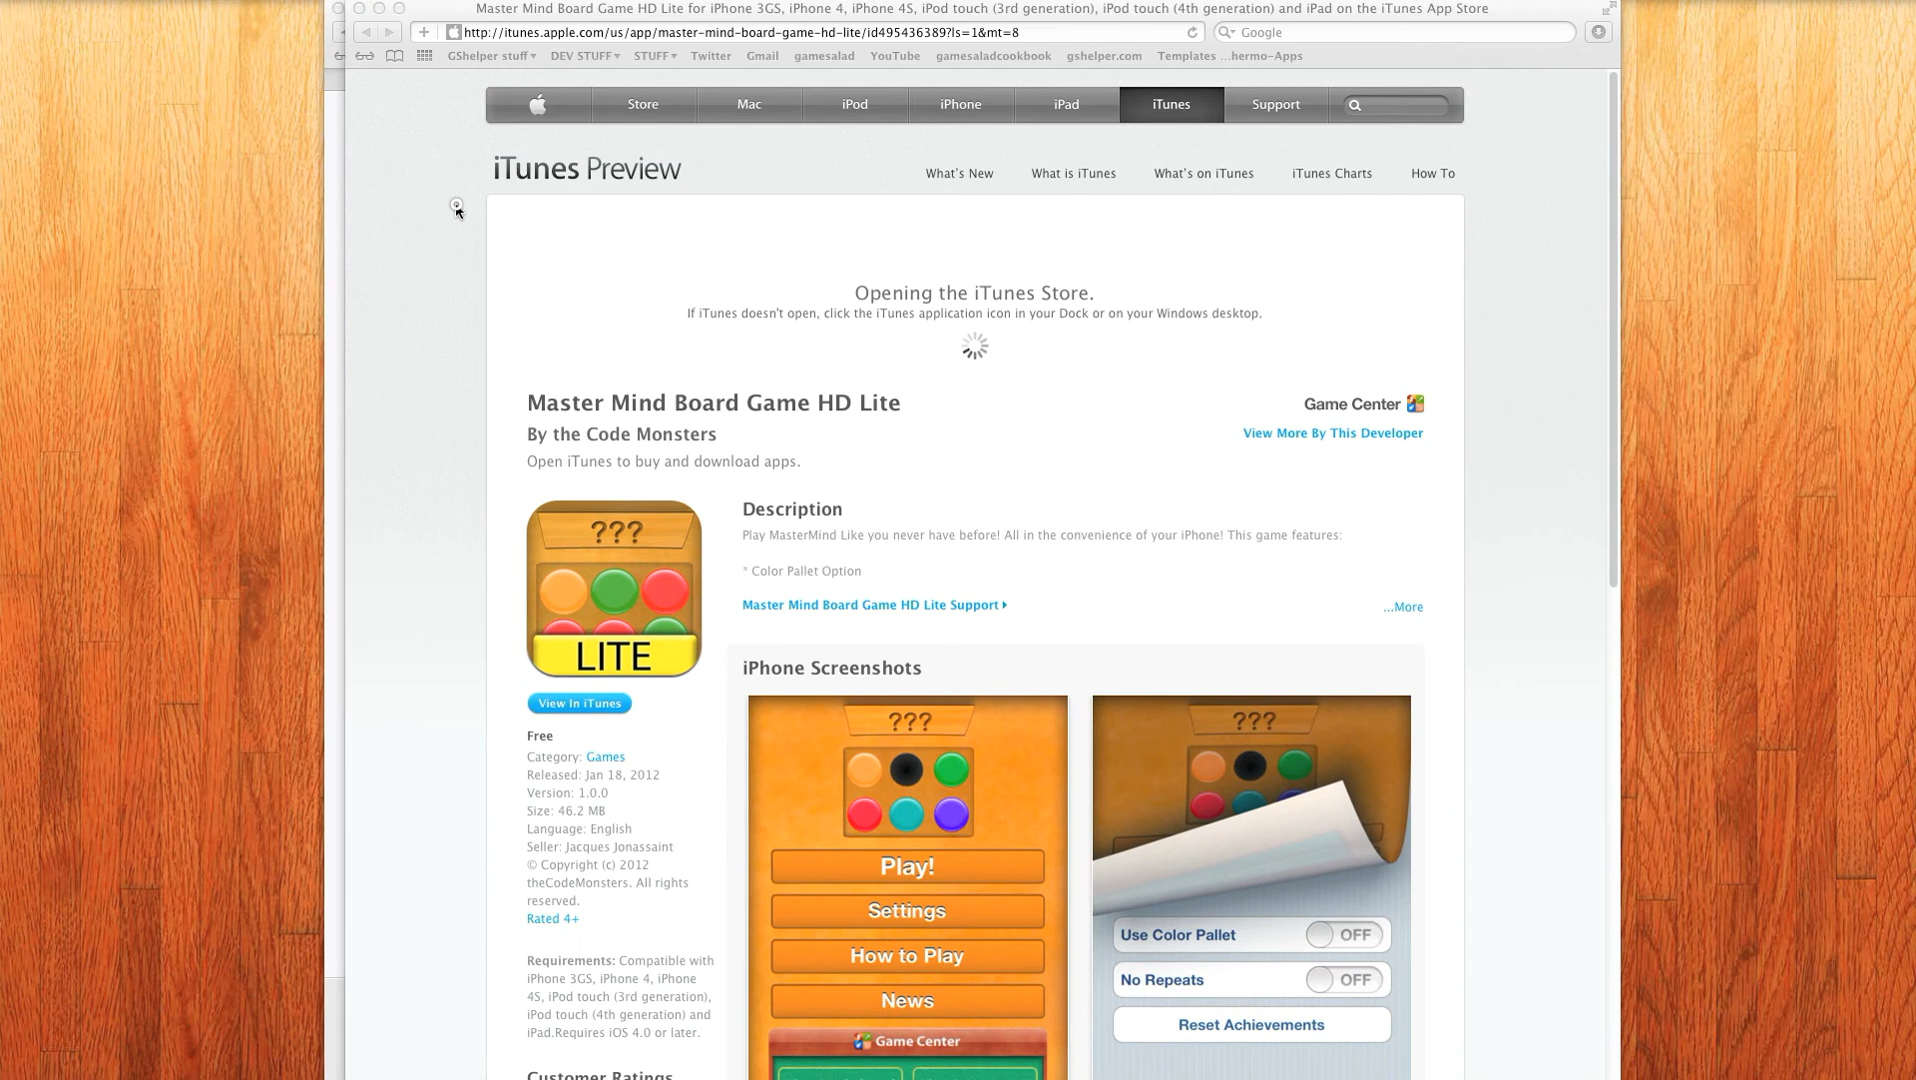 Master Mind Board Game HD Lite for iPhone 3GS, iPhone 4, iPhone 4S, iPod touch (3rd generation), iPod touch (4th generation) and iPad on the iTunes App Store
http://itunes.apple.com/us/app/master-mind-board-game-hd-lite/id495436389?ls=1&mt=8
Google
GShelper stuff DEV STUFF STUFF Twitter Gmail gamesalad YouTube gamesaladcookbook gshelper.com Templates ...hermo-Apps
Store Mac iPod iPhone iPad iTunes Support
iTunes Preview
What's New What is iTunes What's on iTunes iTunes Charts How To
Opening the iTunes Store.
If iTunes doesn't open, click the iTunes application icon in your Dock or on your Windows desktop.
Master Mind Board Game HD Lite
Game Center
By the Code Monsters
View More By This Developer
Open iTunes to buy and download apps.
???
LITE
View In iTunes
Free
Category: Games
Released: Jan 18, 2012
Version: 1.0.0
Size: 46.2 MB
Language: English
Seller: Jacques Jonassaint
© Copyright (c) 2012
theCodeMonsters. All rights
reserved.
Rated 4+
Requirements: Compatible with
iPhone 3GS, iPhone 4, iPhone
4S, iPod touch (3rd generation),
iPod touch (4th generation) and
iPad.Requires iOS 4.0 or later.
Customer Ratings
Description
Play MasterMind Like you never have before! All in the convenience of your iPhone! This game features:
* Color Pallet Option
Master Mind Board Game HD Lite Support
...More
iPhone Screenshots
???
Play!
Settings
How to Play
News
Game Center
???
Use Color Pallet OFF
No Repeats OFF
Reset Achievements